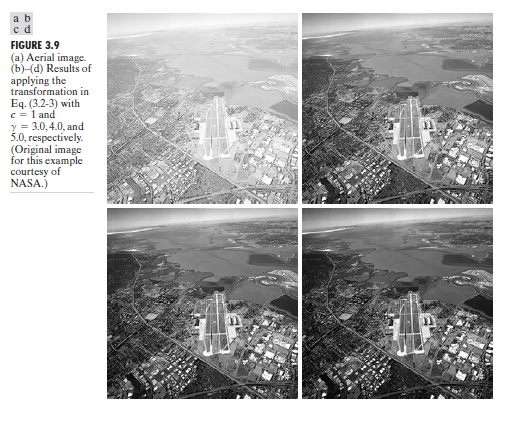 a b
c d
FIGURE 3.9
(a) Aerial image.
(b)–(d) Results of
applying the
transformation in
Eq. (3.2-3) with
c = 1 and
γ = 3.0, 4.0, and
5.0, respectively.
(Original image
for this example
courtesy of
NASA.)